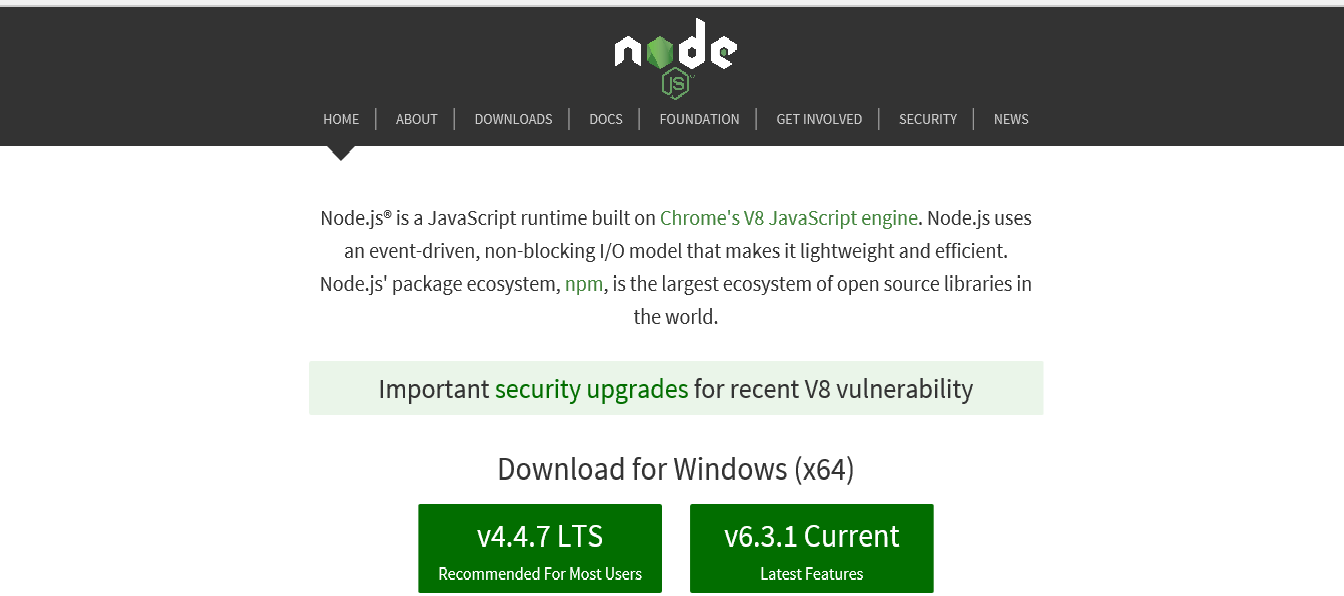 node
JS
HOME ABOUT DOWNLOADS DOCS FOUNDATION GET INVOLVED SECURITY NEWS
Node.js® is a JavaScript runtime built on Chrome's V8 JavaScript engine. Node.js uses
an event-driven, non-blocking I/O model that makes it lightweight and efficient.
Node.js' package ecosystem, npm, is the largest ecosystem of open source libraries in
the world.
Important security upgrades for recent V8 vulnerability
Download for Windows (x64)
v4.4.7 LTS v6.3.1 Current
Recommended For Most Users Latest Features